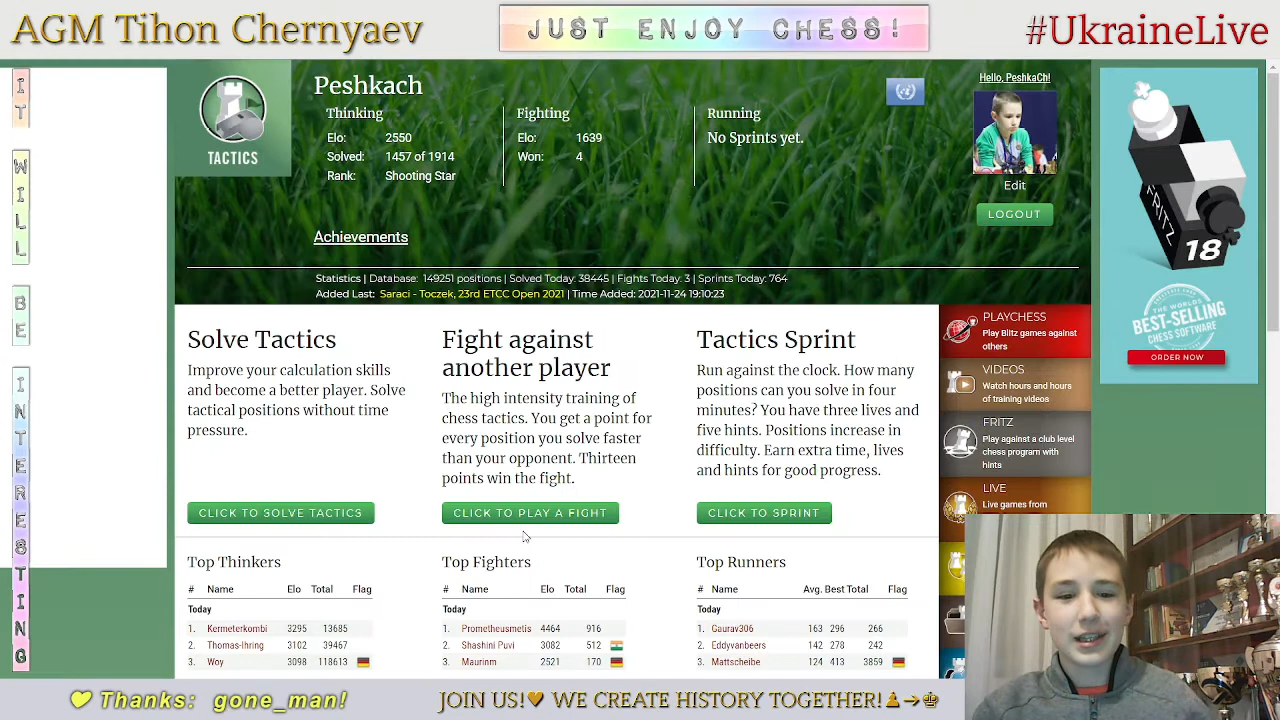 AGM Tihon Chernyaev
JUST ENJOY CHESS!
#UkraineLive
IT
WILL
BE
INTERESTING
TACTICS
Peshkach
Thinking
Elo: 2550
Solved: 1457 of 1914
Rank: Shooting Star
Fighting
Elo: 1639
Won: 4
Running
No Sprints yet.
Hello, PeshkaCh!
Edit
LOGOUT
Achievements
Statistics | Database: 149251 positions | Solved Today: 38445 | Fights Today: 3 | Sprints Today: 764
Added Last: Saraci - Toczek, 23rd ETCC Open 2021 | Time Added: 2021-11-24 19:10:23
Solve Tactics
Improve your calculation skills
and become a better player. Solve
tactical positions without time
pressure.
CLICK TO SOLVE TACTICS
Fight against
another player
The high intensity training of
chess tactics. You get a point for
every position you solve faster
than your opponent. Thirteen
points win the fight.
CLICK TO PLAY A FIGHT
Tactics Sprint
Run against the clock. How many
positions can you solve in four
minutes? You have three lives and
five hints. Positions increase in
difficulty. Earn extra time, lives
and hints for good progress.
CLICK TO SPRINT
PLAYCHESS
Play Blitz games against
others
VIDEOS
Watch hours and hours
of training videos
FRITZ
Play against a club level
chess program with
hints
LIVE
Live games from
FRITZ
18
THE WORLDS
BEST-SELLING
CHESS SOFTWARE
ORDER NOW
Top Thinkers
# Name Elo Total Flag
Today
1. Kermeterkombi 3295 13685
2. Thomas-Ihring 3102 39467
3. Woy 3098 118613
Top Fighters
# Name Elo Total Flag
Today
1. Prometheusmetis 4464 916
2. Shashini Puvi 3082 512
3. Maurinm 2521 170
Top Runners
# Name Avg. Best Total Flag
Today
1. Gaurav306 163 296 266
2. Eddyvanbeers 142 278 242
3. Mattscheibe 124 413 3859
Thanks: gone_man!
JOIN US! WE CREATE HISTORY TOGETHER!